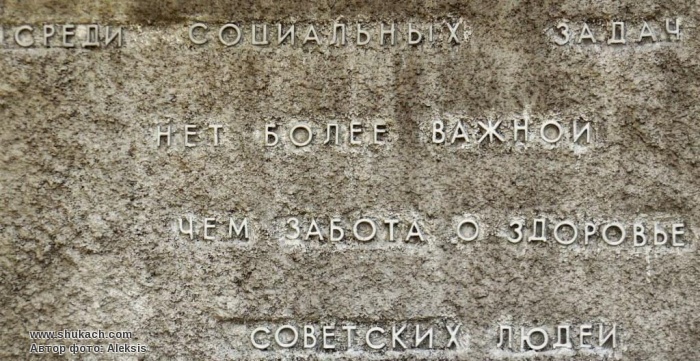 СРЕДИ СОЦИАЛЬНЫХ ЗАДАЧ
НЕТ БОЛЕЕ ВАЖНОЙ
ЧЕМ ЗАБОТА О ЗДОРОВЬЕ
СОВЕТСКИХ ЛЮДЕЙ
www.shukach.com
Автор фото: Aleksis